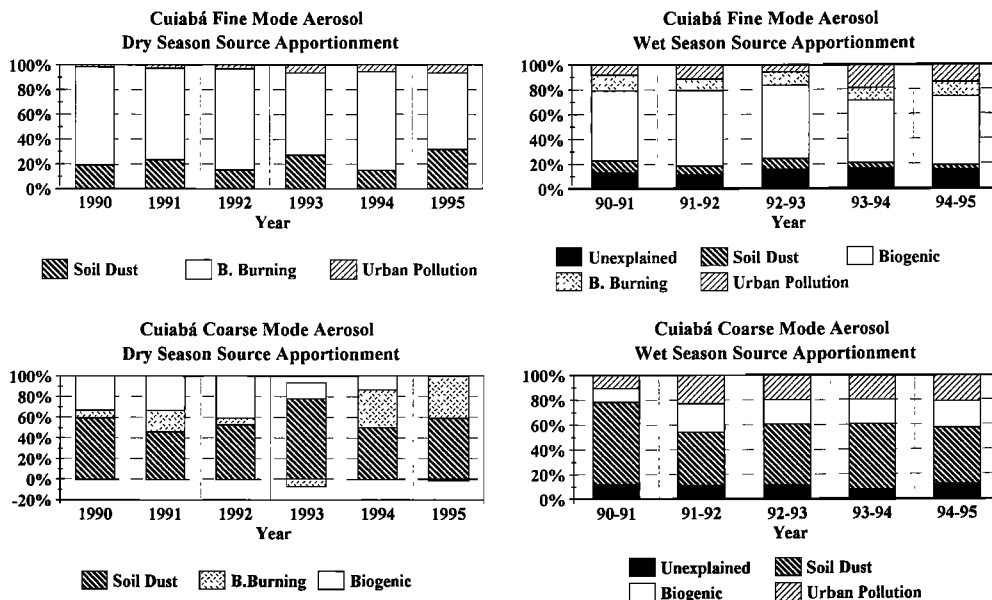 Cuiabá Fine Mode Aerosol
Dry Season Source Apportionment
100%
80%
60%
40%
20%
0%
1990 1991 1992 1993 1994 1995
Year
Soil Dust B. Burning Urban Pollution
Cuiabá Fine Mode Aerosol
Wet Season Source Apportionment
100%
80%
60%
40%
20%
0%
90-91 91-92 92-93 93-94 94-95
Year
Unexplained Soil Dust Biogenic
B. Burning Urban Pollution
Cuiabá Coarse Mode Aerosol
Dry Season Source Apportionment
100%
80%
60%
40%
20%
0%
-20%
1990 1991 1992 1993 1994 1995
Year
Soil Dust B.Burning Biogenic
Cuiabá Coarse Mode Aerosol
Wet Season Source Apportionment
100%
80%
60%
40%
20%
0%
90-91 91-92 92-93 93-94 94-95
Year
Unexplained Soil Dust
Biogenic Urban Pollution